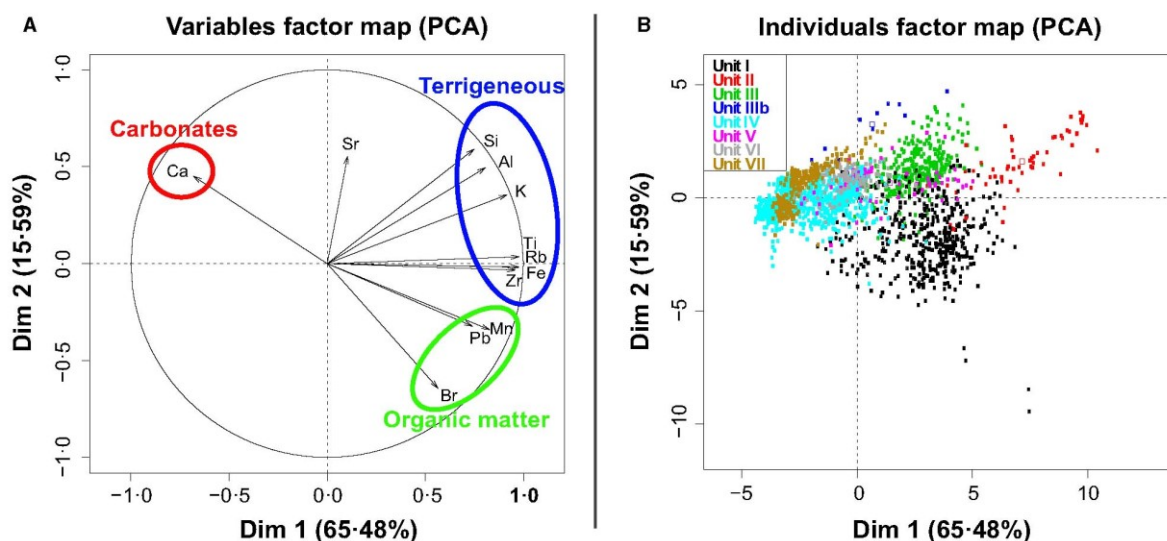 A
Variables factor map (PCA)
Terrigeneous
Carbonates
Ca
Sr
Si
Al
K
Ti
Rb
Fe
Zr
Mn
Pb
Br
Organic matter
1·0
0·5
0·0
−0·5
−1·0
Dim 2 (15·59%)
−1·0
−0·5
0·0
0·5
1·0
Dim 1 (65·48%)
B
Individuals factor map (PCA)
Unit I
Unit II
Unit III
Unit IIIb
Unit IV
Unit V
Unit VI
Unit VII
5
0
−5
−10
Dim 2 (15·59%)
−5
0
5
10
Dim 1 (65·48%)